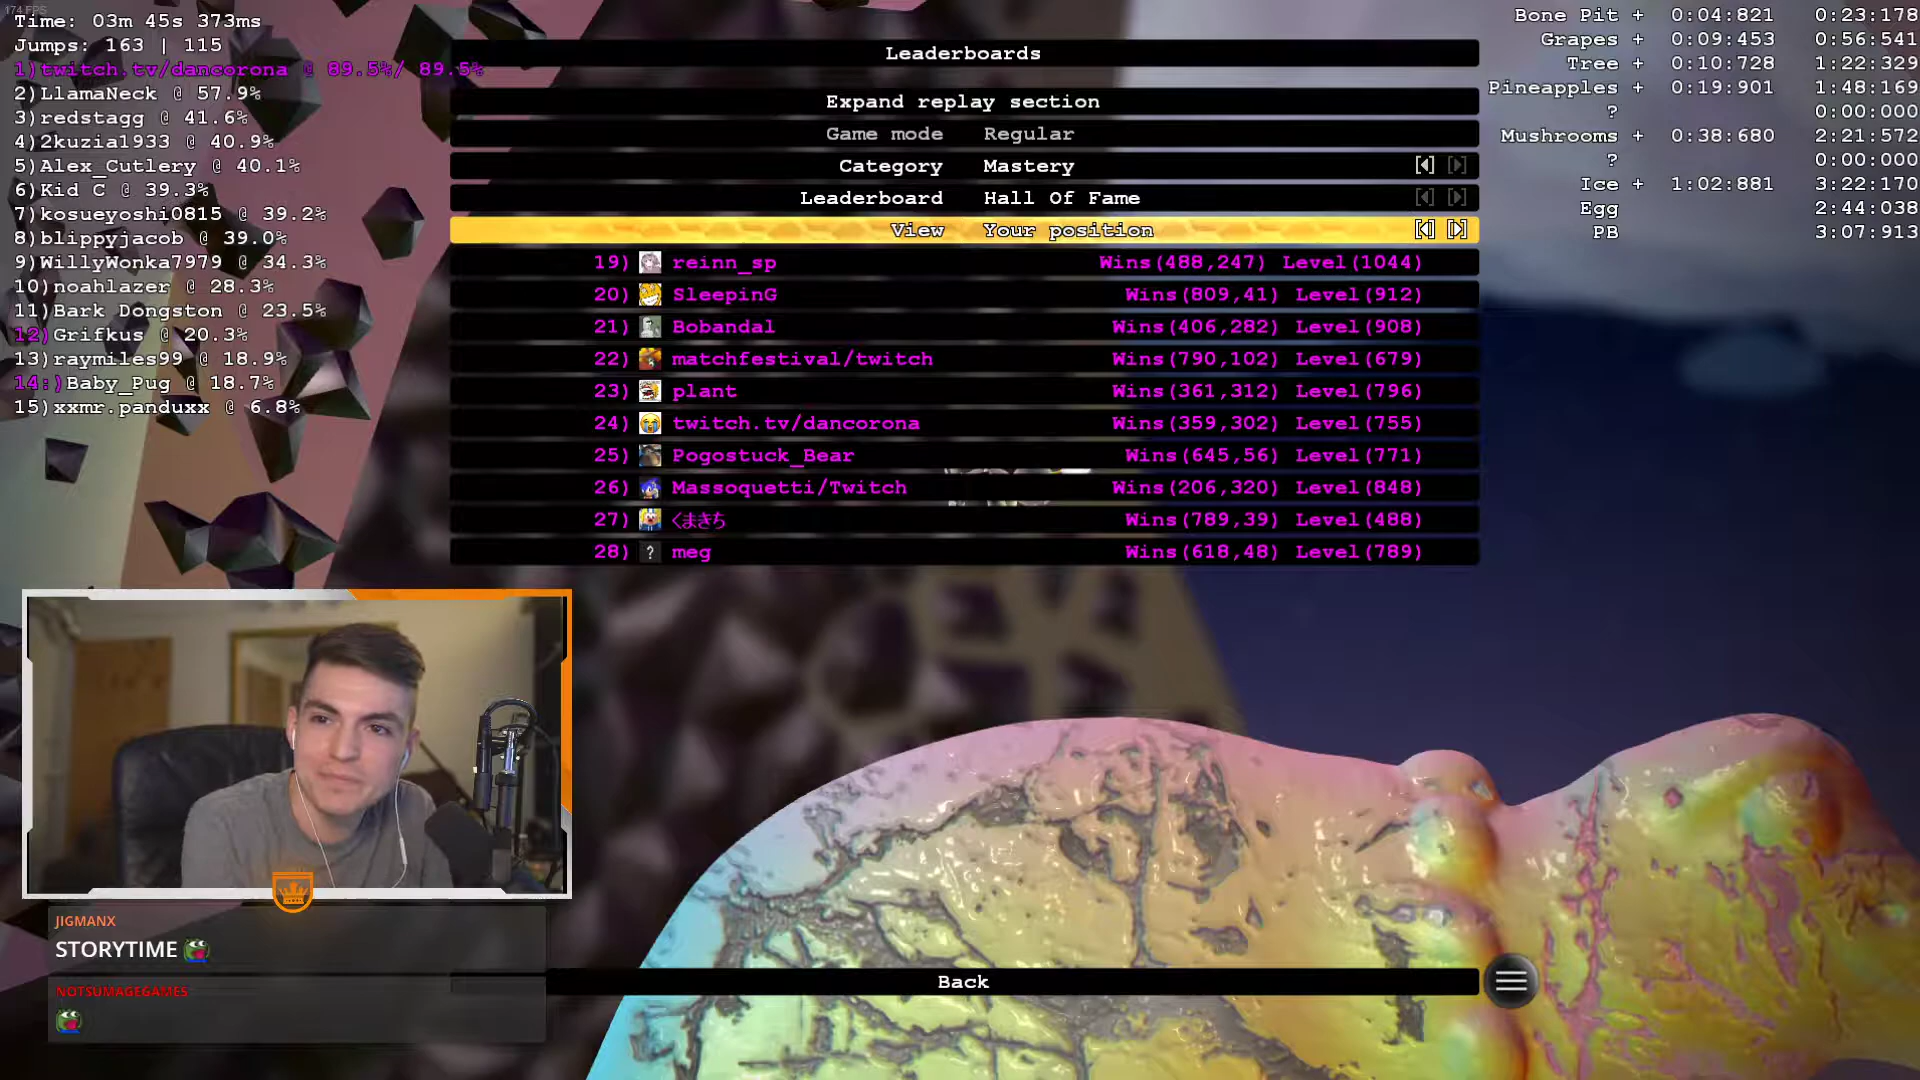 174 FPS
Time: 03m 45s 373ms
Jumps: 163 | 115
1)twitch.tv/dancorona @ 89.5%/ 89.5%
2)LlamaNeck @ 57.9%
3)redstagg @ 41.6%
4)2kuzia1933 @ 40.9%
5)Alex_Cutlery @ 40.1%
6)Kid C @ 39.3%
7)kosueyoshi0815 @ 39.2%
8)blippyjacob @ 39.0%
9)WillyWonka7979 @ 34.3%
10)noahlazer @ 28.3%
11)Bark Dongston @ 23.5%
12)Grifkus @ 20.3%
13)raymiles99 @ 18.9%
14:)Baby_Pug @ 18.7%
15)xxmr.panduxx @ 6.8%
Leaderboards
Expand replay section
Game mode Regular
Category Mastery
Leaderboard Hall Of Fame
View Your position
19) reinn_sp Wins(488,247) Level(1044)
20) SleepinG Wins(809,41) Level(912)
21) Bobandal Wins(406,282) Level(908)
22) matchfestival/twitch Wins(790,102) Level(679)
23) plant Wins(361,312) Level(796)
24) twitch.tv/dancorona Wins(359,302) Level(755)
25) Pogostuck_Bear Wins(645,56) Level(771)
26) Massoquetti/Twitch Wins(206,320) Level(848)
27) くまきち Wins(789,39) Level(488)
28) ? meg Wins(618,48) Level(789)
Back
Bone Pit + 0:04:821 0:23:178
Grapes + 0:09:453 0:56:541
Tree + 0:10:728 1:22:329
Pineapples + 0:19:901 1:48:169
? 0:00:000
Mushrooms + 0:38:680 2:21:572
? 0:00:000
Ice + 1:02:881 3:22:170
Egg 2:44:038
PB 3:07:913
JIGMANX
STORYTIME
NOTSUMAGEGAMES